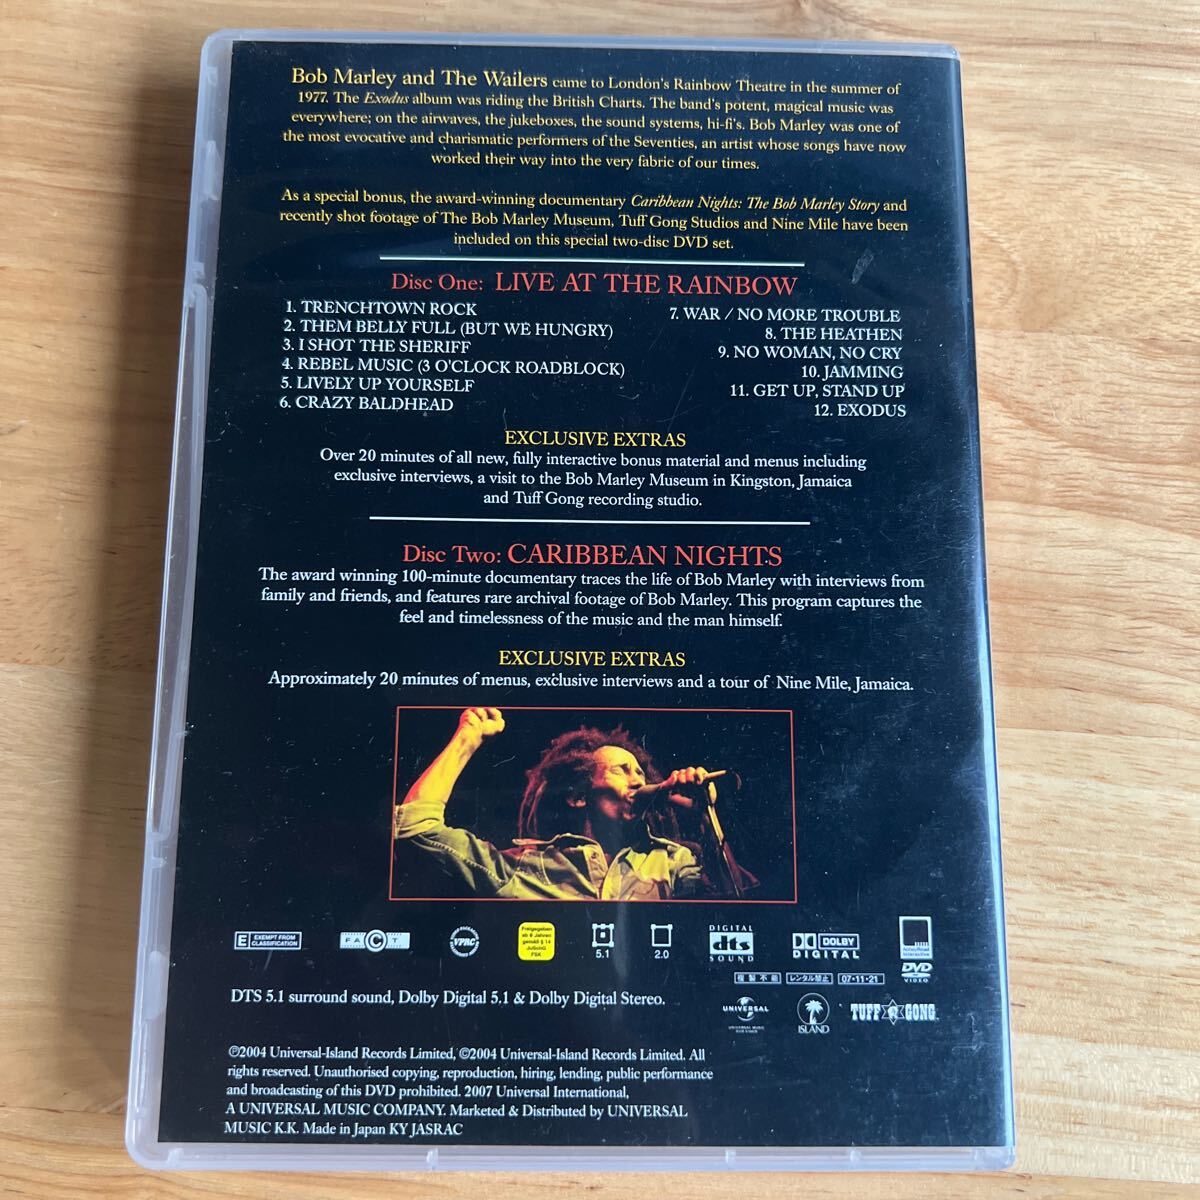 Bob Marley and The Wailers came to London's Rainbow Theatre in the summer of
1977. The Exodus album was riding the British Charts. The band's potent, magical music was
everywhere; on the airwaves, the jukeboxes, the sound systems, hi-fi's. Bob Marley was one of
the most evocative and charismatic performers of the Seventies, an artist whose songs have now
worked their way into the very fabric of our times.
As a special bonus, the award-winning documentary Caribbean Nights: The Bob Marley Story and
recently shot footage of The Bob Marley Museum, Tuff Gong Studios and Nine Mile have been
included on this special two-disc DVD set.
Disc One: LIVE AT THE RAINBOW
1. TRENCHTOWN ROCK
2. THEM BELLY FULL (BUT WE HUNGRY)
3. I SHOT THE SHERIFF
4. REBEL MUSIC (3 O'CLOCK ROADBLOCK)
5. LIVELY UP YOURSELF
6. CRAZY BALDHEAD
7. WAR / NO MORE TROUBLE
8. THE HEATHEN
9. NO WOMAN, NO CRY
10. JAMMING
11. GET UP, STAND UP
12. EXODUS
EXCLUSIVE EXTRAS
Over 20 minutes of all new, fully interactive bonus material and menus including
exclusive interviews, a visit to the Bob Marley Museum in Kingston, Jamaica
and Tuff Gong recording studio.
Disc Two: CARIBBEAN NIGHTS
The award winning 100-minute documentary traces the life of Bob Marley with interviews from
family and friends, and features rare archival footage of Bob Marley. This program captures the
feel and timelessness of the music and the man himself.
EXCLUSIVE EXTRAS
Approximately 20 minutes of menus, exclusive interviews and a tour of Nine Mile, Jamaica.
E EXEMPT FROM
CLASSIFICATION
FACT
VPRC
Freigegeben
ab 6 Jahren
gemäß § 14
JuSchG
FSK
5.1
2.0
DIGITAL
dts
SOUND
DOLBY
DIGITAL
DVD
VIDEO
複製不能
レンタル禁止
07·11·21
DTS 5.1 surround sound, Dolby Digital 5.1 & Dolby Digital Stereo.
UNIVERSAL
ISLAND
TUFF GONG
℗2004 Universal-Island Records Limited, ©2004 Universal-Island Records Limited. All
rights reserved. Unauthorised copying, reproduction, hiring, lending, public performance
and broadcasting of this DVD prohibited. 2007 Universal International,
A UNIVERSAL MUSIC COMPANY. Marketed & Distributed by UNIVERSAL
MUSIC K.K. Made in Japan KY JASRAC